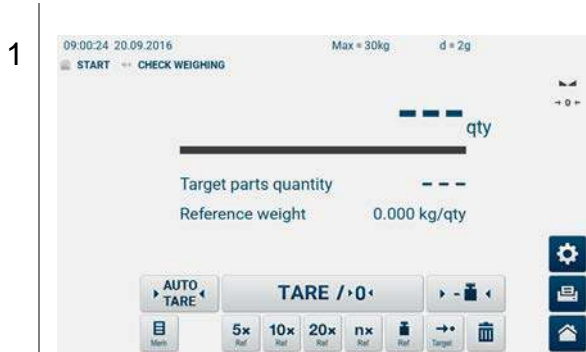 1
09:00:24 20.09.2016 Max = 30kg d = 2g
START CHECK WEIGHING
→ 0 ←
--- qty
Target parts quantity ---
Reference weight 0.000 kg/qty
AUTO TARE TARE / 0 -
Mem 5x Ref 10x Ref 20x Ref nx Ref Ref Target